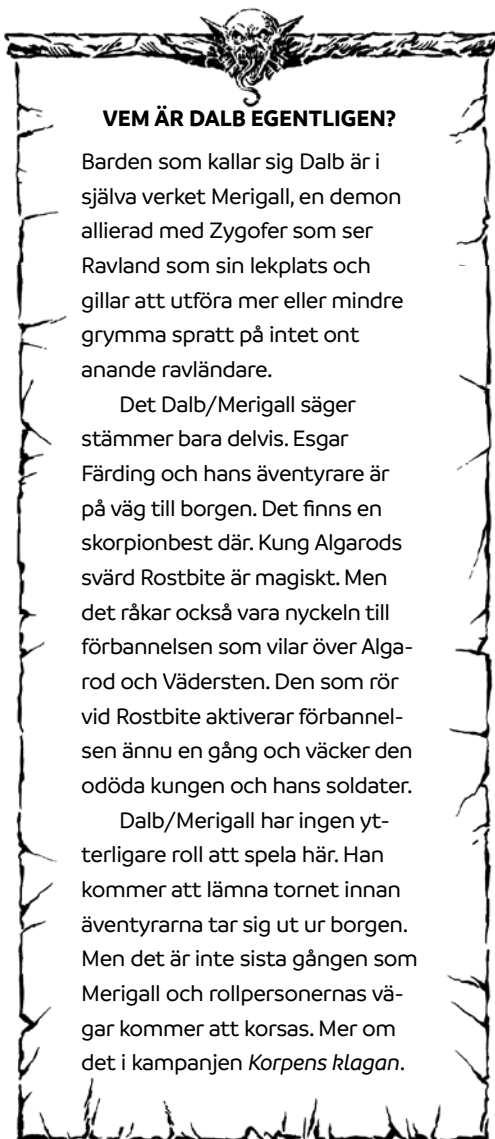 VEM ÄR DALB EGENTLIGEN?
Barden som kallar sig Dalb är i
själva verket Merigall, en demon
allierad med Zygofer som ser
Ravland som sin lekplats och
gillar att utföra mer eller mindre
grymma spratt på intet ont
anande ravländare.
Det Dalb/Merigall säger
stämmer bara delvis. Esgar
Färding och hans äventyrare är
på väg till borgen. Det finns en
skorpionbest där. Kung Algarods
svärd Rostbite är magiskt. Men
det råkar också vara nyckeln till
förbannelsen som vilar över Alga-
rod och Vädersten. Den som rör
vid Rostbite aktiverar förbannel-
sen ännu en gång och väcker den
odöda kungen och hans soldater.
Dalb/Merigall har ingen yt-
terligare roll att spela här. Han
kommer att lämna tornet innan
äventyrarna tar sig ut ur borgen.
Men det är inte sista gången som
Merigall och rollpersonernas vä-
gar kommer att korsas. Mer om
det i kampanjen Korpens klagan.